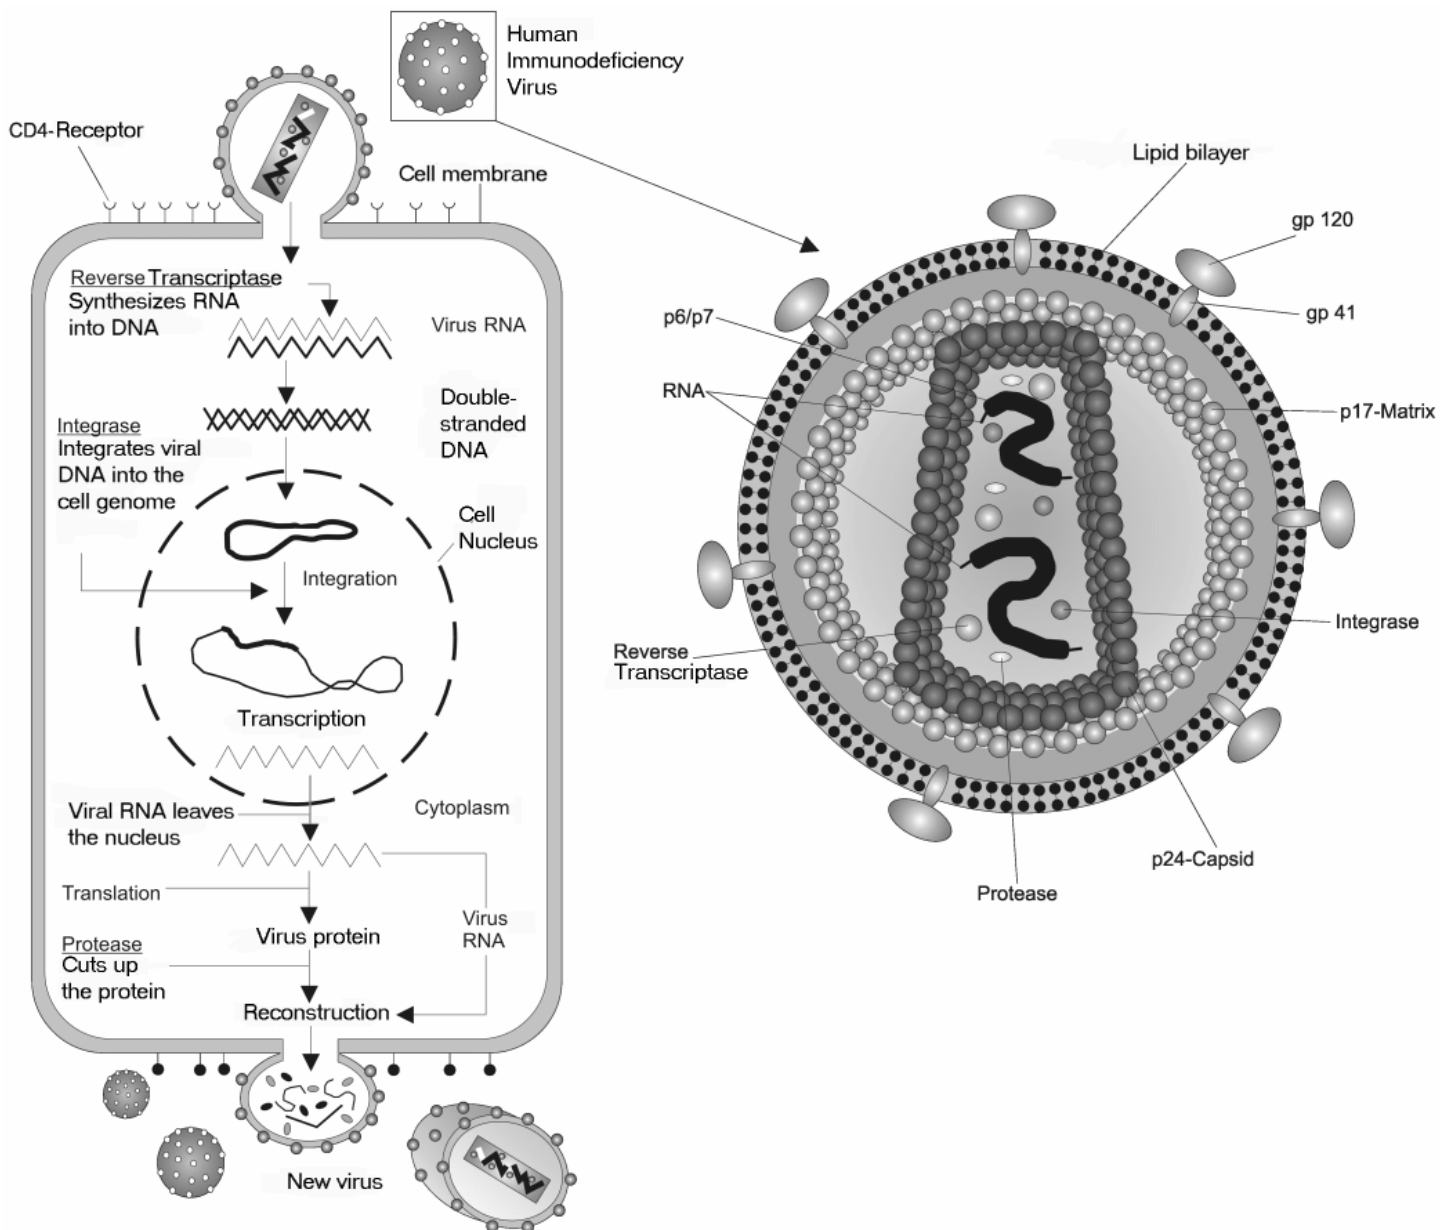 Human
Immunodeficiency
Virus
CD4-Receptor
Cell membrane
Reverse Transcriptase
Synthesizes RNA
into DNA
Virus RNA
Integrase
Integrates viral
DNA into the
cell genome
Double-
stranded
DNA
Cell
Nucleus
Integration
Transcription
Viral RNA leaves
the nucleus
Cytoplasm
Translation
Virus protein
Virus
RNA
Protease
Cuts up
the protein
Reconstruction
New virus
Lipid bilayer
gp 120
gp 41
p6/p7
RNA
p17-Matrix
Integrase
Reverse
Transcriptase
p24-Capsid
Protease